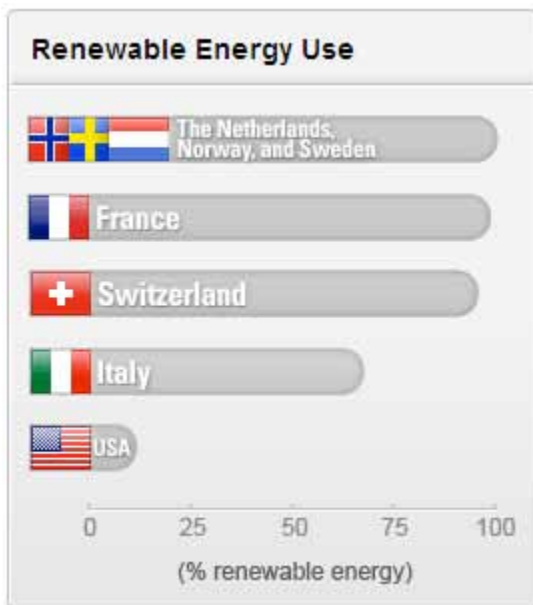 Renewable Energy Use
The Netherlands,
Norway, and Sweden
France
Switzerland
Italy
USA
0 25 50 75 100
(% renewable energy)